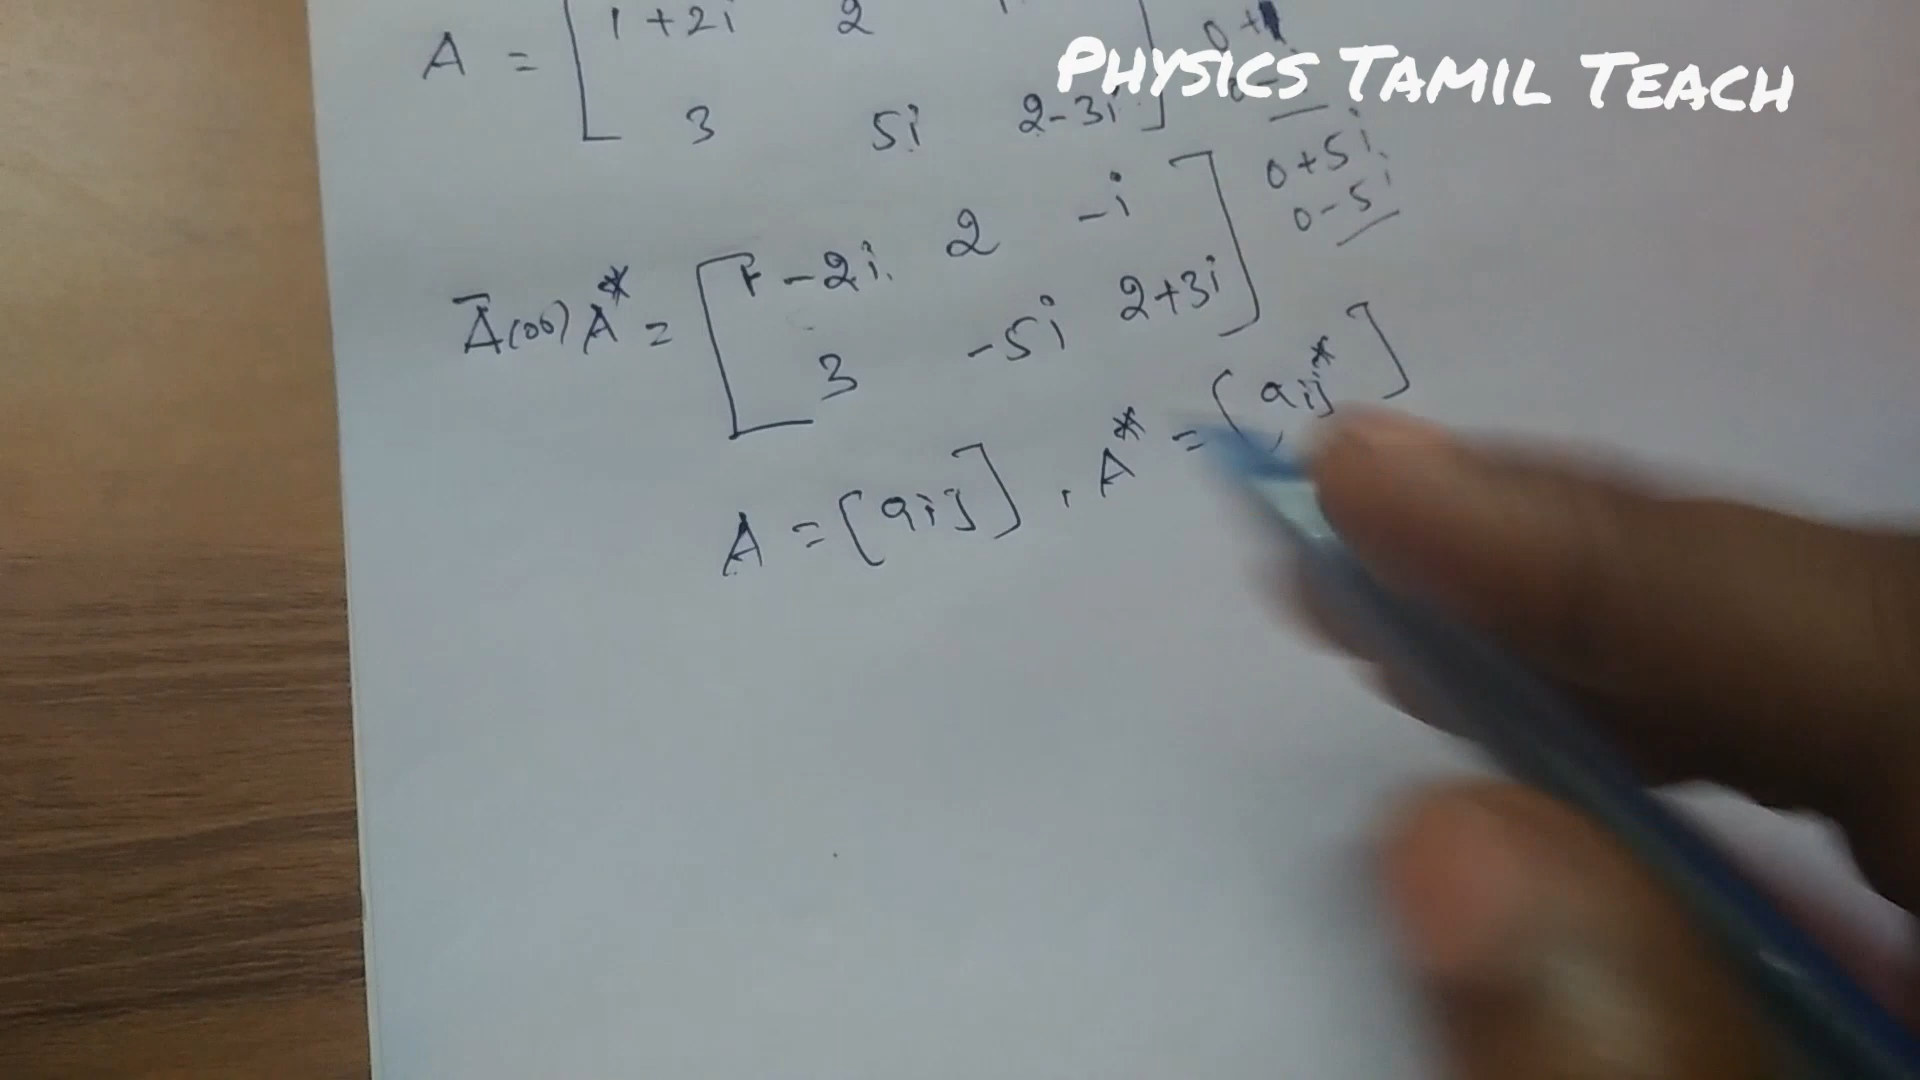 Physics Tamil Teach
A = [ 1+2i 2
3 5i 2-3i ]
0+5i
0-5i
Ā (or) A* = [ 1-2i 2 -i
3 -5i 2+3i ]
A = [aij] , A* = [aij*]